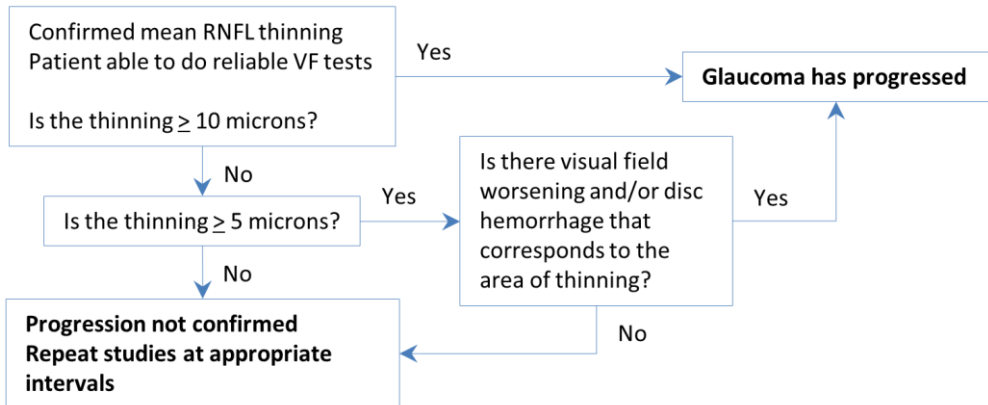 Confirmed mean RNFL thinning
Patient able to do reliable VF tests
Is the thinning ≥ 10 microns?
Yes
Glaucoma has progressed
No
Is the thinning ≥ 5 microns?
Yes
Is there visual field
worsening and/or disc
hemorrhage that
corresponds to the
area of thinning?
Yes
No
Progression not confirmed
Repeat studies at appropriate
intervals
No